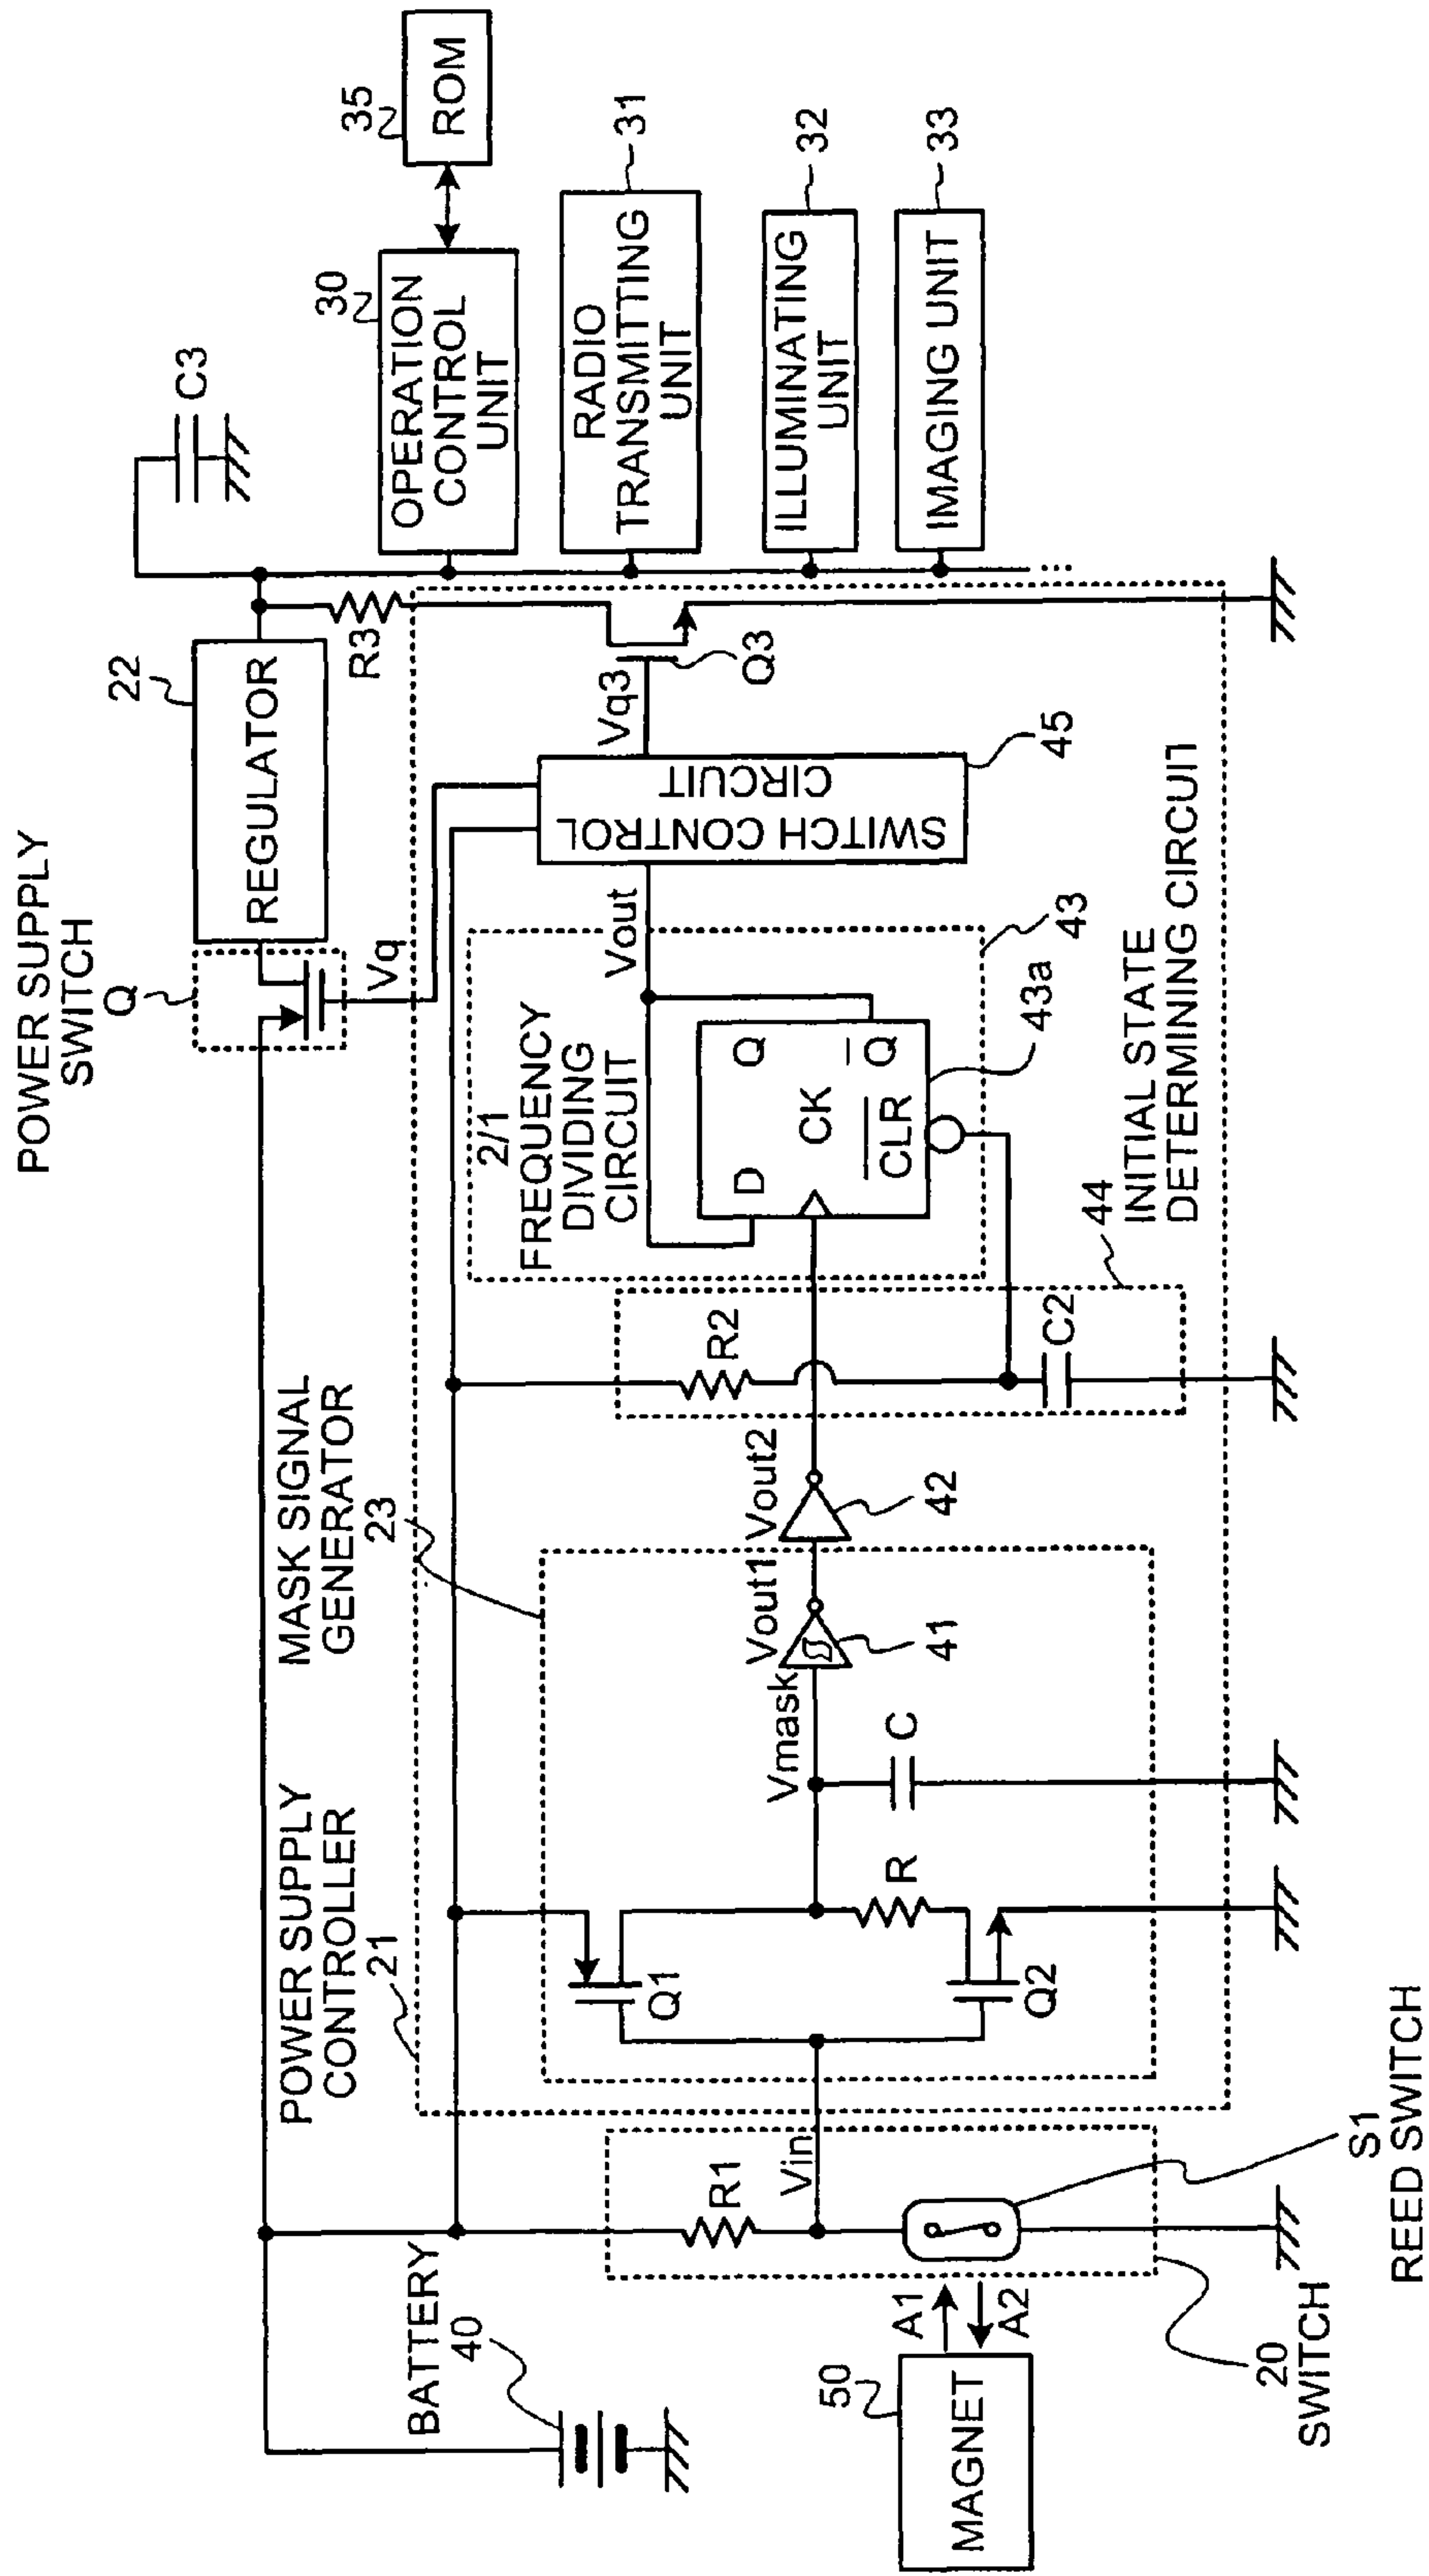 POWER SUPPLY
SWITCH
Q
22
REGULATOR
C3
35
ROM
30
OPERATION
CONTROL
UNIT
RADIO
TRANSMITTING
UNIT
31
ILLUMINATING
UNIT
32
IMAGING UNIT
33
...
R3
Q3
Vq3
Vq
SWITCH CONTROL
CIRCUIT
45
Vout
43
2/1
FREQUENCY
DIVIDING
CIRCUIT
D
Q
CK
Q
CLR
43a
44
INITIAL STATE
DETERMINING CIRCUIT
R2
C2
MASK SIGNAL
GENERATOR
23
Vout2
42
Vout1
41
Vmask
C
R
Q1
Q2
POWER SUPPLY
CONTROLLER
21
BATTERY
40
R1
Vin
S1
REED SWITCH
20
SWITCH
A1
A2
50
MAGNET